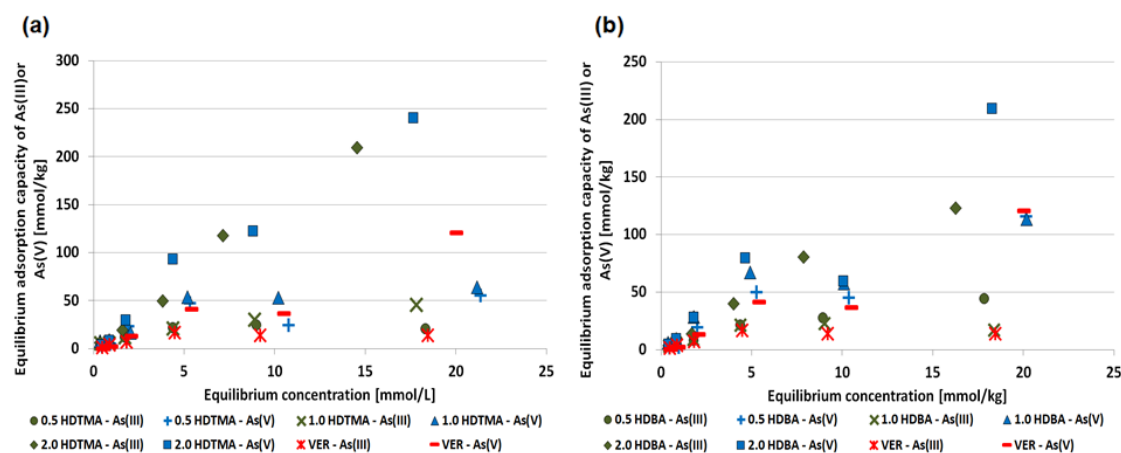 (a)
Equilibrium adsorption capacity of As(III)or
As(V) [mmol/kg]
300
250
200
150
100
50
0
0
5
10
15
20
25
Equilibrium concentration [mmol/L]
0.5 HDTMA - As(III)
0.5 HDTMA - As(V)
1.0 HDTMA - As(III)
1.0 HDTMA - As(V)
2.0 HDTMA - As(III)
2.0 HDTMA - As(V)
VER - As(III)
VER - As(V)
(b)
Equilibrium adsorption capacity of As(III) or
As(V) [mmol/kg]
250
200
150
100
50
0
0
5
10
15
20
25
Equilibrium concentration [mmol/kg]
0.5 HDBA - As(III)
0.5 HDBA - As(V)
1.0 HDBA - As(III)
1.0 HDBA - As(V)
2.0 HDBA - As(III)
2.0 HDBA - As(V)
VER - As(III)
VER - As(V)